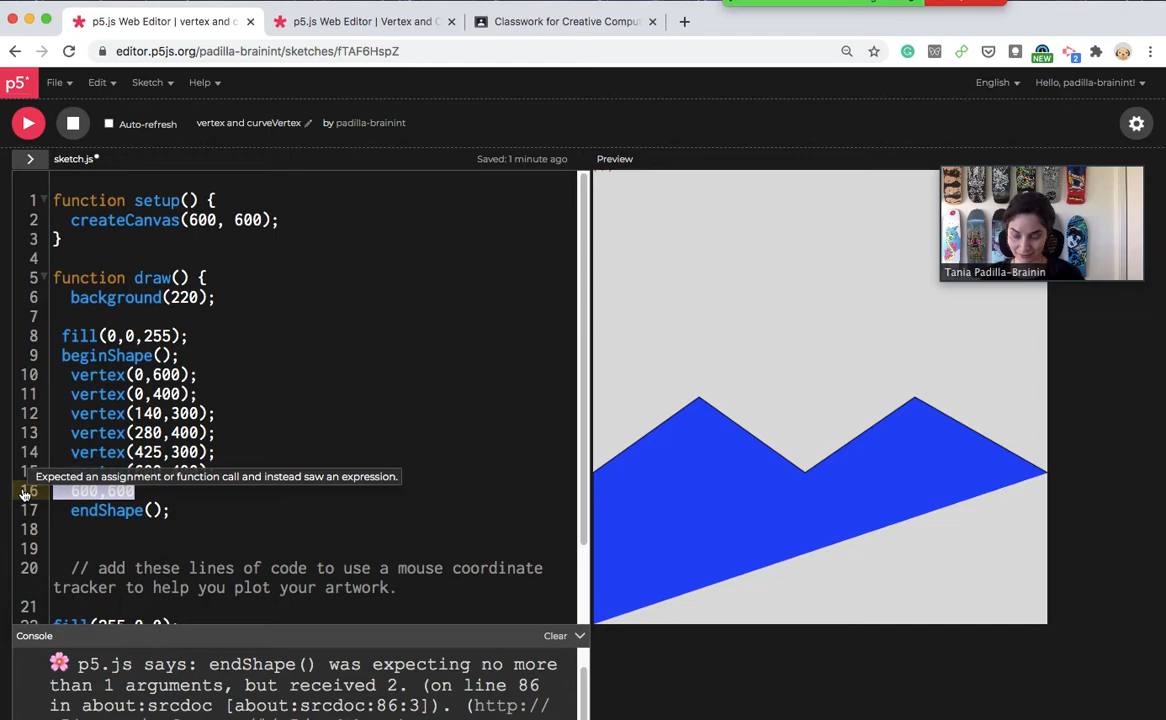 p5.js Web Editor | vertex and c
p5.js Web Editor | Vertex and C
Classwork for Creative Compu
editor.p5js.org/padilla-brainint/sketches/fTAF6HspZ
NEW
2
p5* File Edit Sketch Help English Hello, padilla-brainint!
Auto-refresh vertex and curveVertex by padilla-brainint
sketch.js Saved: 1 minute ago Preview
1 function setup() {
2 createCanvas(600, 600);
3 }
4
5 function draw() {
6 background(220);
7
8 fill(0,0,255);
9 beginShape();
10 vertex(0,600);
11 vertex(0,400);
12 vertex(140,300);
13 vertex(280,400);
14 vertex(425,300);
Expected an assignment or function call and instead saw an expression.
16 600,600
17 endShape();
18
19
20 // add these lines of code to use a mouse coordinate
tracker to help you plot your artwork.
21
fill(255,0,0);
Tania Padilla-Brainin
Console Clear
p5.js says: endShape() was expecting no more
than 1 arguments, but received 2. (on line 86
in about:srcdoc [about:srcdoc:86:3]). (http://